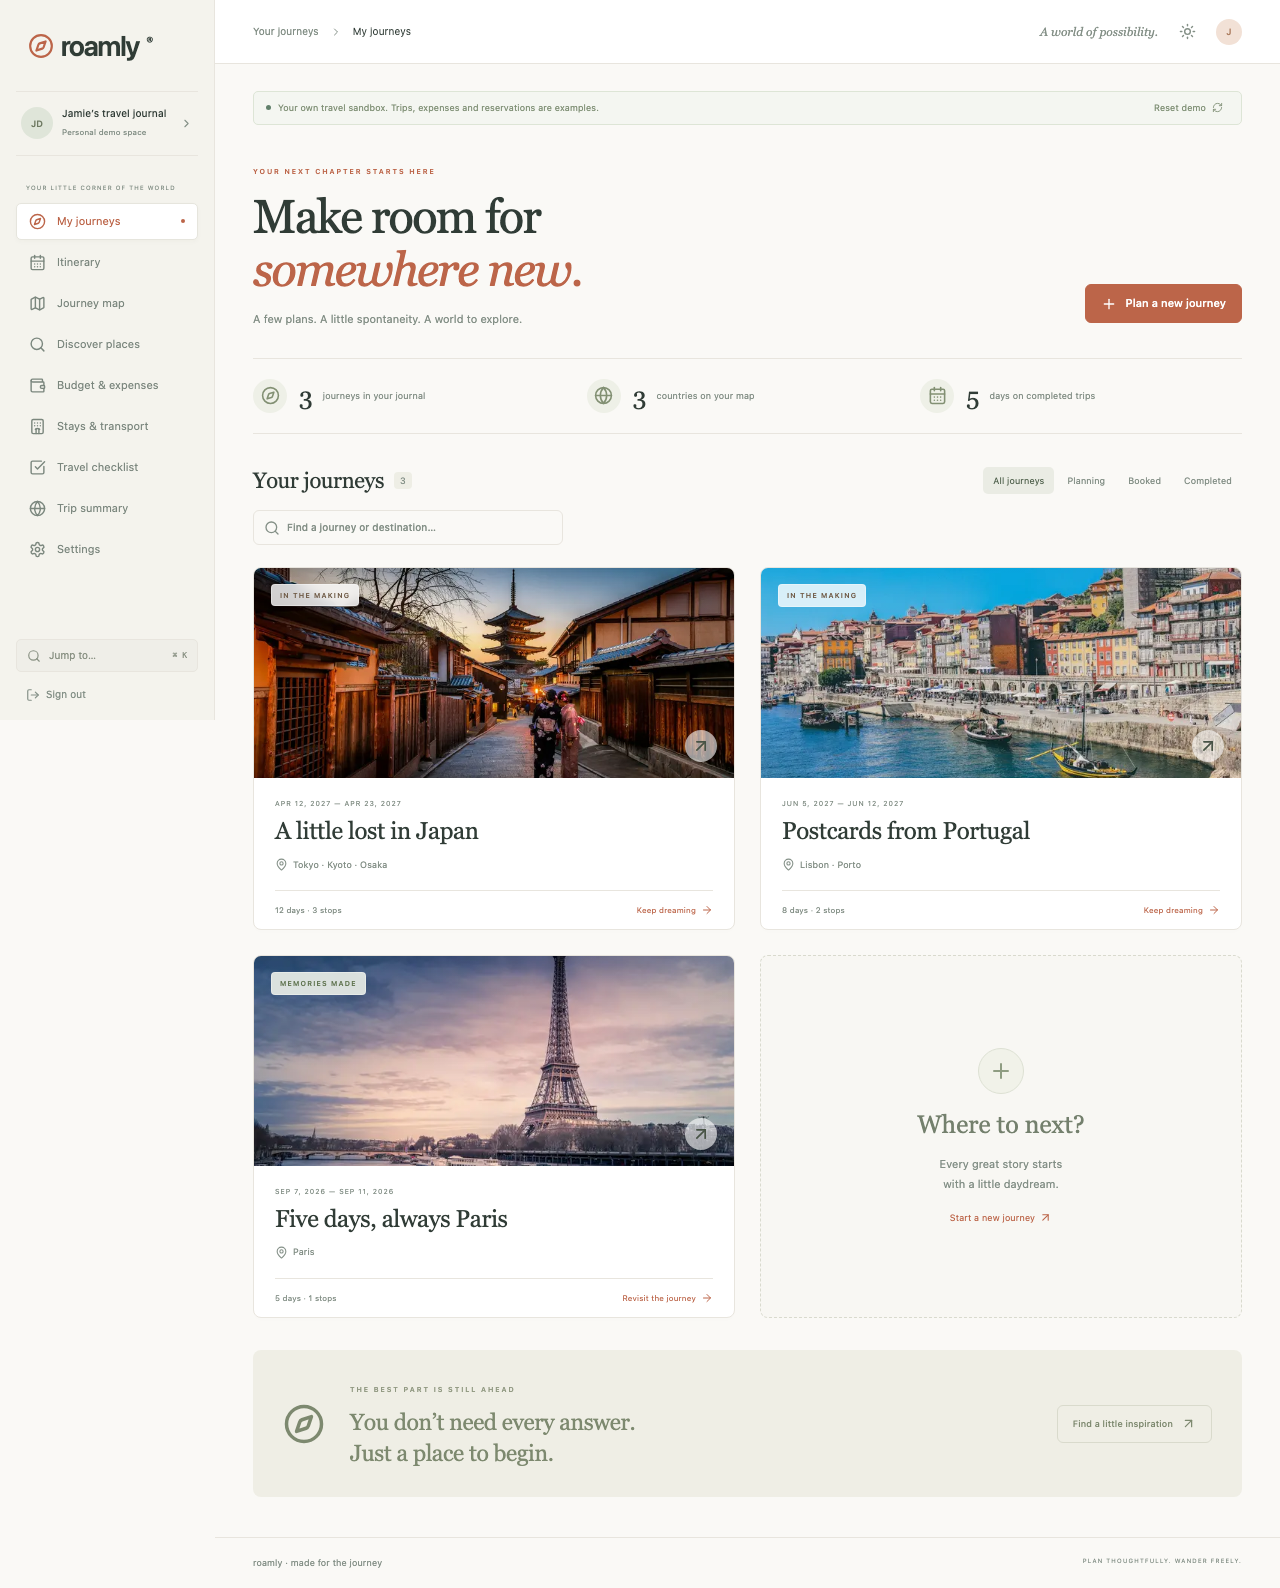 roamly ®
JD
Jamie's travel journal
Personal demo space
YOUR LITTLE CORNER OF THE WORLD
My journeys
Itinerary
Journey map
Discover places
Budget & expenses
Stays & transport
Travel checklist
Trip summary
Settings
Jump to... ⌘ K
Sign out
Your journeys > My journeys
A world of possibility.
J
Your own travel sandbox. Trips, expenses and reservations are examples.
Reset demo
YOUR NEXT CHAPTER STARTS HERE
Make room for
somewhere new.
A few plans. A little spontaneity. A world to explore.
Plan a new journey
3 journeys in your journal
3 countries on your map
5 days on completed trips
Your journeys 3
All journeys Planning Booked Completed
Find a journey or destination...
IN THE MAKING
APR 12, 2027 — APR 23, 2027
A little lost in Japan
Tokyo · Kyoto · Osaka
12 days · 3 stops
Keep dreaming
IN THE MAKING
JUN 5, 2027 — JUN 12, 2027
Postcards from Portugal
Lisbon · Porto
8 days · 2 stops
Keep dreaming
MEMORIES MADE
SEP 7, 2026 — SEP 11, 2026
Five days, always Paris
Paris
5 days · 1 stops
Revisit the journey
Where to next?
Every great story starts
with a little daydream.
Start a new journey
THE BEST PART IS STILL AHEAD
You don’t need every answer.
Just a place to begin.
Find a little inspiration
roamly · made for the journey
PLAN THOUGHTFULLY. WANDER FREELY.